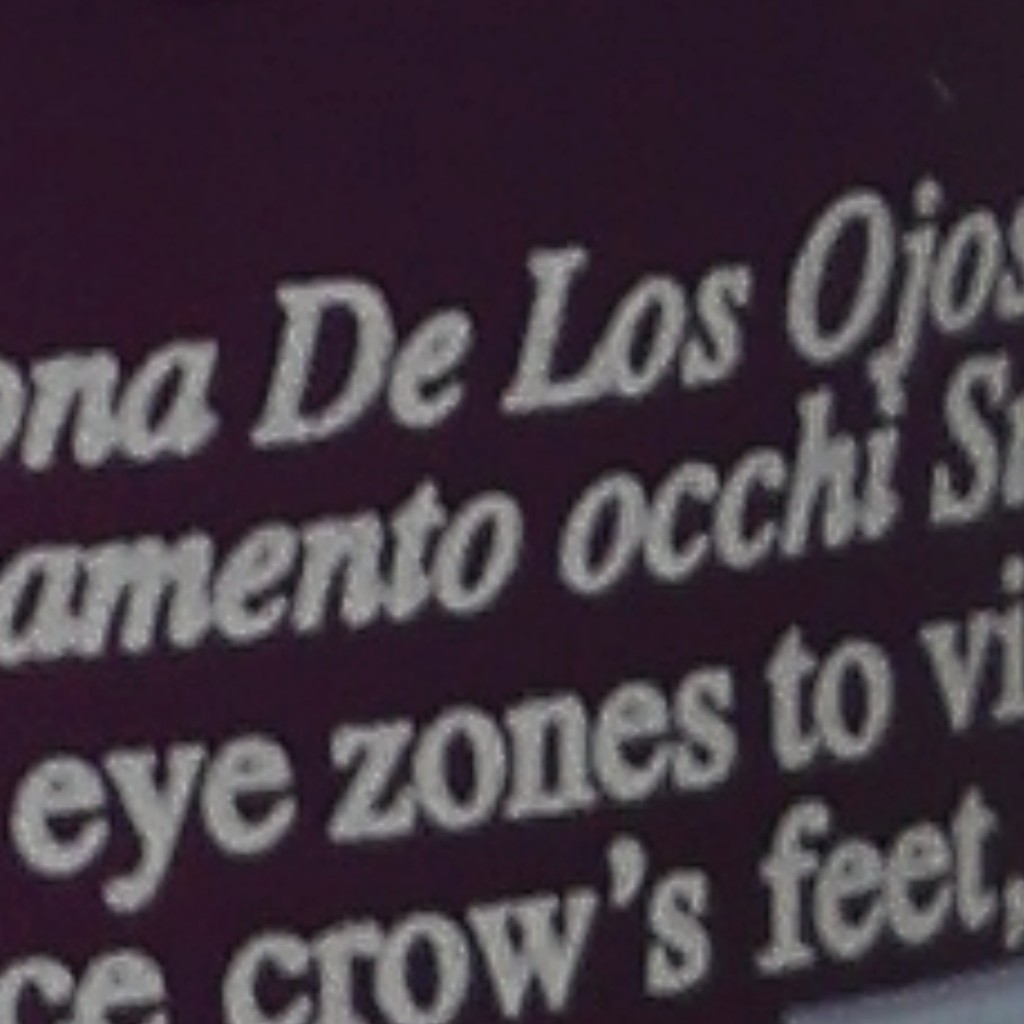 ona De Los Ojos
amento occhi
eye zones to
crow's feet,